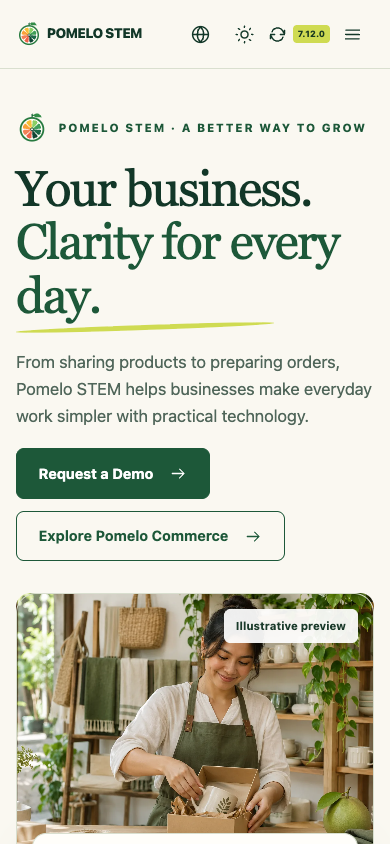 POMELO STEM
7.12.0
POMELO STEM · A BETTER WAY TO GROW
Your business.
Clarity for every
day.
From sharing products to preparing orders,
Pomelo STEM helps businesses make everyday
work simpler with practical technology.
Request a Demo
Explore Pomelo Commerce
Illustrative preview